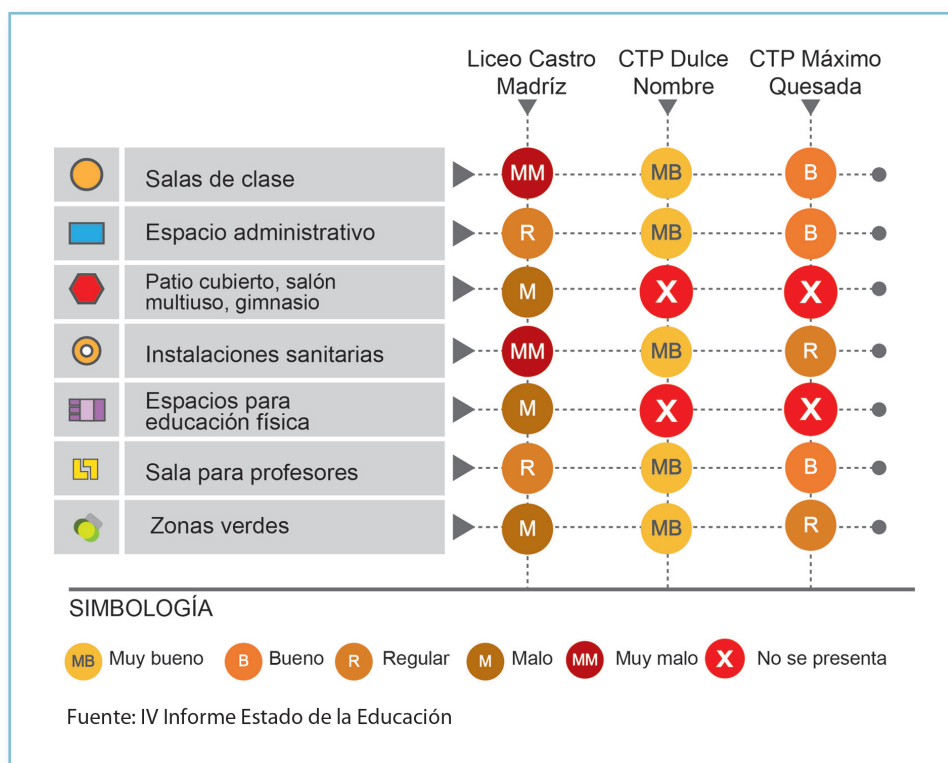 Liceo Castro Madríz
CTP Dulce Nombre
CTP Máximo Quesada
Salas de clase MM MB B
Espacio administrativo R MB B
Patio cubierto, salón
multiuso, gimnasio M X X
Instalaciones sanitarias MM MB R
Espacios para
educación física M X X
Sala para profesores R MB B
Zonas verdes M MB R
SIMBOLOGÍA
MB Muy bueno B Bueno R Regular M Malo MM Muy malo X No se presenta
Fuente: IV Informe Estado de la Educación